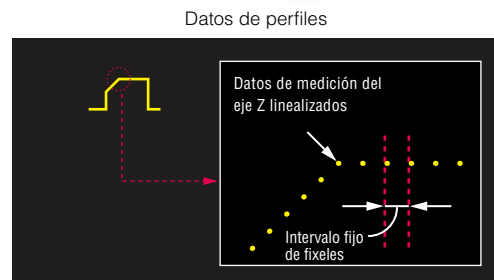 Datos de perfiles
Datos de medición del
eje Z linealizados
Intervalo fijo
de fixeles